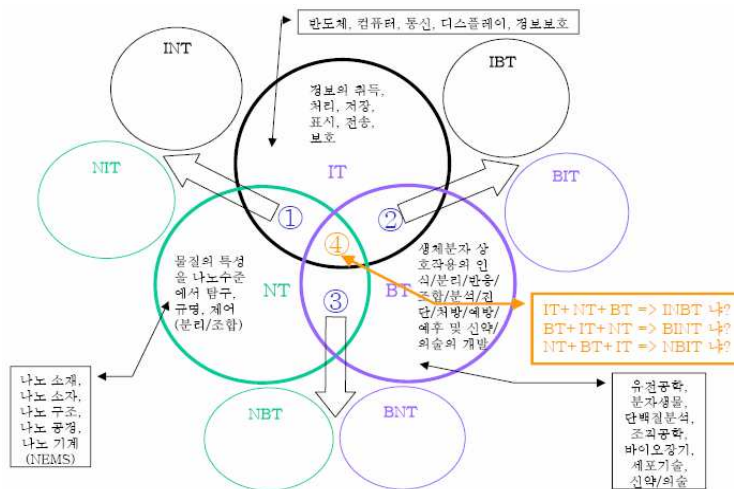 반도체, 컴퓨터, 통신, 디스플레이, 정보보호
INT
IBT
정보의 취득,
처리, 저장,
표시, 전송,
보호
NIT
IT
BIT
①
②
④
물질의 특성
을 나노수준
에서 탐구,
규명, 제어
(분리/조합)
NT
③
BT
생체분자 상
호작용의 인
식/분리/반응/
조합/분석/진
단/처방/예방/
예후 및 신약/
의술의 개발
IT+ NT+ BT => INBT 냐?
BT+ IT+ NT => BINT 냐?
NT+ BT+ IT => NBIT 냐?
나노 소재,
나노 소자,
나노 구조,
나노 공정,
나노 기계
(NEMS)
NBT
BNT
유전공학,
분자생물,
단백질분석,
조직공학,
바이오장기,
세포기술,
신약/의술